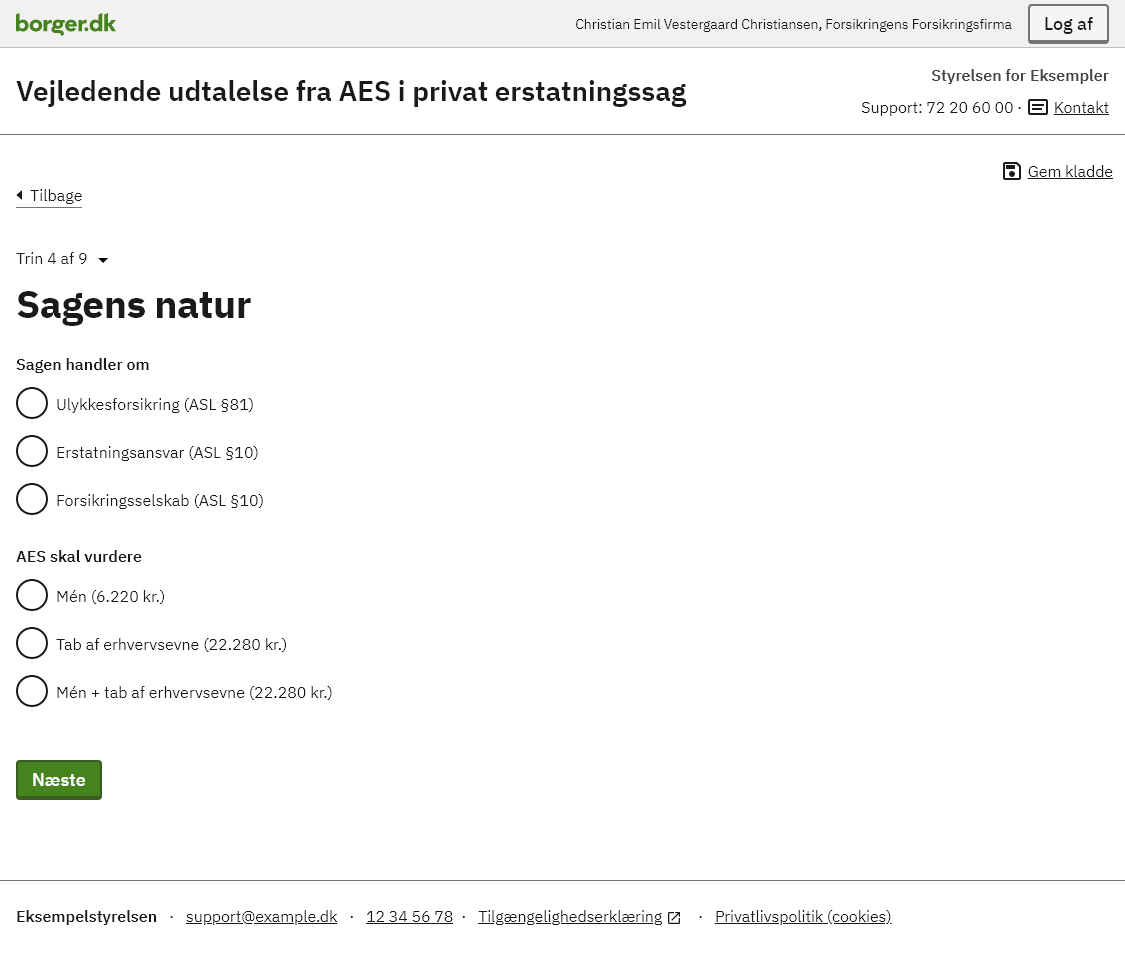 borger.dk
Christian Emil Vestergaard Christiansen, Forsikringens Forsikringsfirma
Log af
Vejledende udtalelse fra AES i privat erstatningssag
Styrelsen for Eksempler
Support: 72 20 60 00 · Kontakt
Gem kladde
Tilbage
Trin 4 af 9
Sagens natur
Sagen handler om
Ulykkesforsikring (ASL §81)
Erstatningsansvar (ASL §10)
Forsikringsselskab (ASL §10)
AES skal vurdere
Mén (6.220 kr.)
Tab af erhvervsevne (22.280 kr.)
Mén + tab af erhvervsevne (22.280 kr.)
Næste
Eksempelstyrelsen · support@example.dk · 12 34 56 78 · Tilgængelighedserklæring · Privatlivspolitik (cookies)